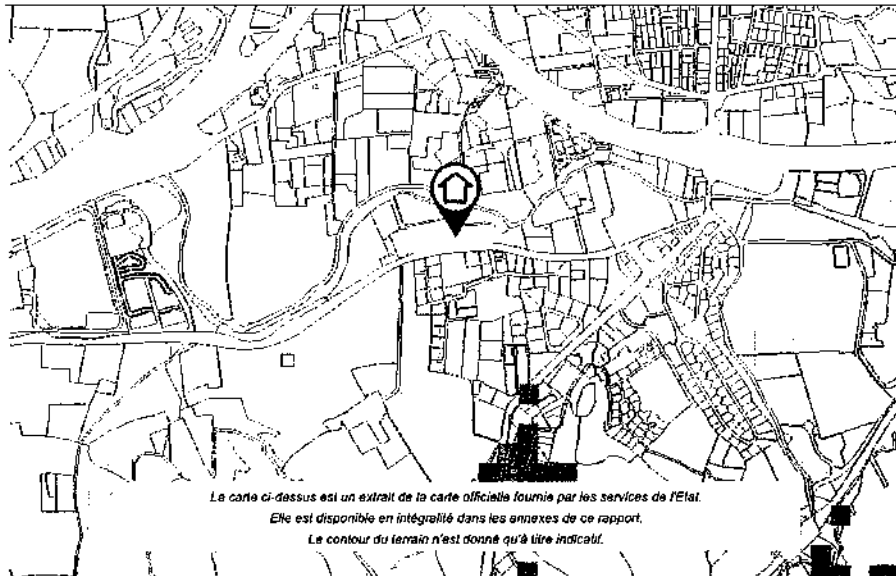 La carte ci-dessus est un extrait de la carte officielle fournie par les services de l'Etat.
Elle est disponible en intégralité dans les annexes de ce rapport.
Le contour du terrain n'est donné qu'à titre indicatif.